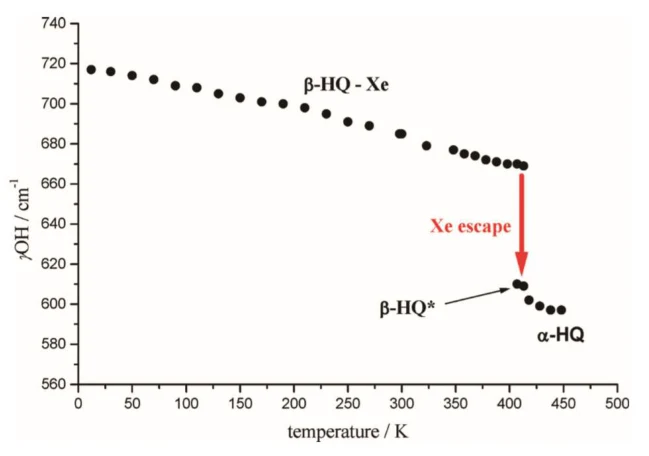 740
720
700
680
660
640
620
600
580
560
γOH / cm⁻¹
β-HQ - Xe
Xe escape
β-HQ*
α-HQ
0 50 100 150 200 250 300 350 400 450 500
temperature / K